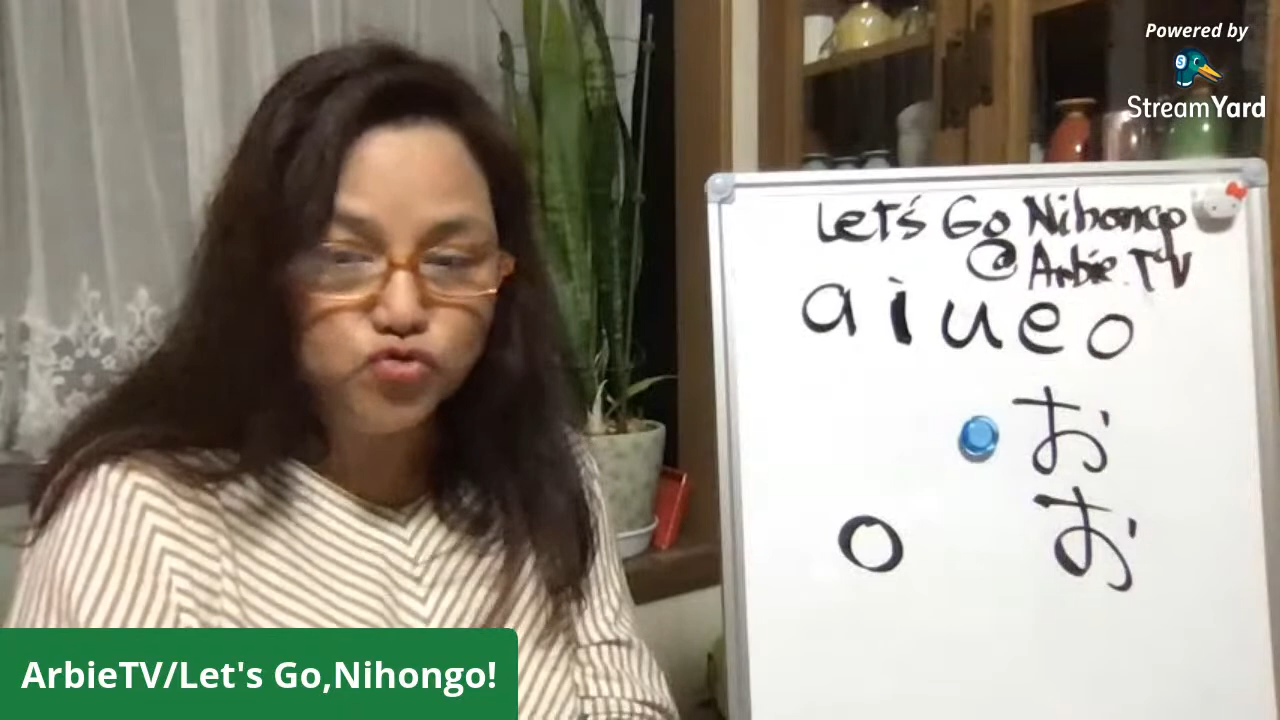 Powered by
StreamYard
Let's Go Nihongo
@ Arbie.TV
a i u e o
お
o お
ArbieTV/Let's Go,Nihongo!